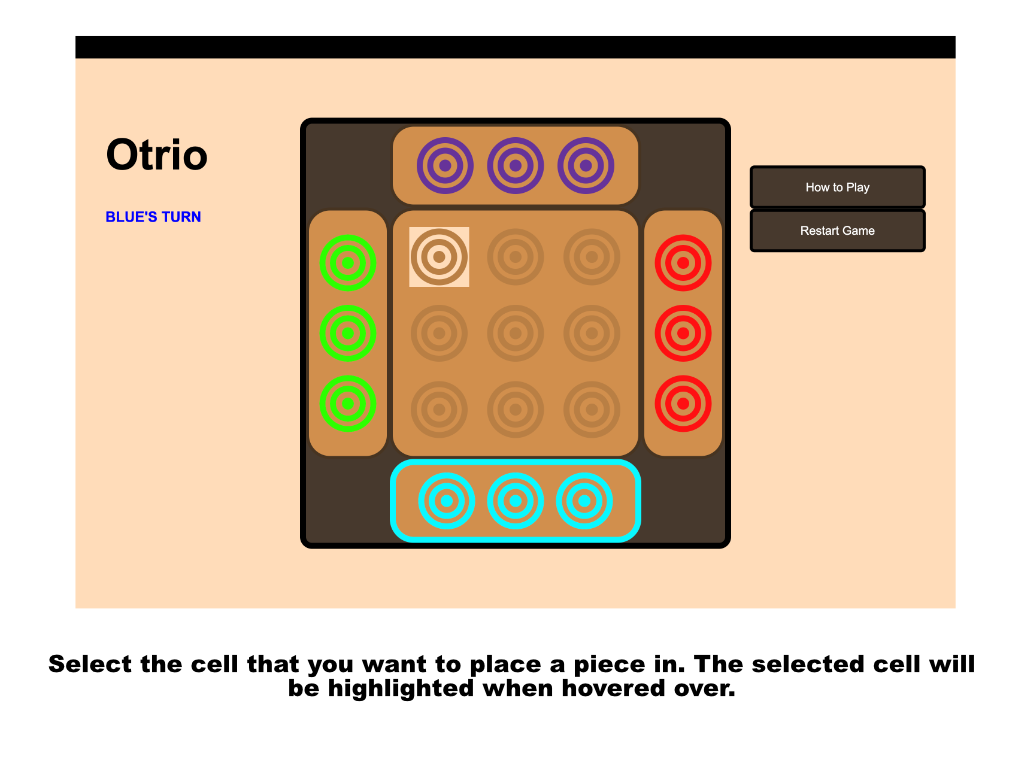 Otrio
BLUE'S TURN
How to Play
Restart Game
Select the cell that you want to place a piece in. The selected cell will
be highlighted when hovered over.